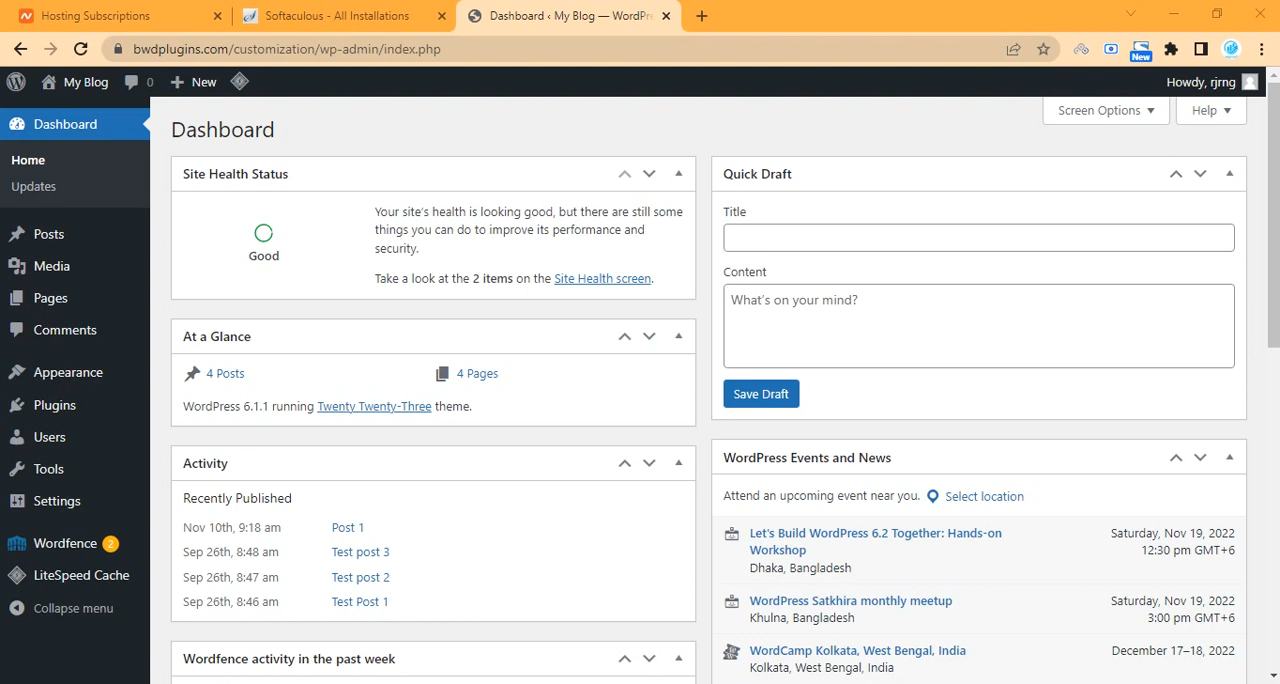 Hosting Subscriptions
Softaculous - All Installations
Dashboard ‹ My Blog — WordPr
bwdplugins.com/customization/wp-admin/index.php
New
My Blog
0
New
Howdy, rjrng
Dashboard
Home
Updates
Posts
Media
Pages
Comments
Appearance
Plugins
Users
Tools
Settings
Wordfence 2
LiteSpeed Cache
Collapse menu
Screen Options
Help
Dashboard
Site Health Status
Good
Your site's health is looking good, but there are still some
things you can do to improve its performance and
security.
Take a look at the 2 items on the Site Health screen.
At a Glance
4 Posts
4 Pages
WordPress 6.1.1 running Twenty Twenty-Three theme.
Activity
Recently Published
Nov 10th, 9:18 am Post 1
Sep 26th, 8:48 am Test post 3
Sep 26th, 8:47 am Test post 2
Sep 26th, 8:46 am Test Post 1
Wordfence activity in the past week
Quick Draft
Title
Content
What's on your mind?
Save Draft
WordPress Events and News
Attend an upcoming event near you. Select location
Let's Build WordPress 6.2 Together: Hands-on
Workshop
Dhaka, Bangladesh
Saturday, Nov 19, 2022
12:30 pm GMT+6
WordPress Satkhira monthly meetup
Khulna, Bangladesh
Saturday, Nov 19, 2022
3:00 pm GMT+6
WordCamp Kolkata, West Bengal, India
Kolkata, West Bengal, India
December 17–18, 2022